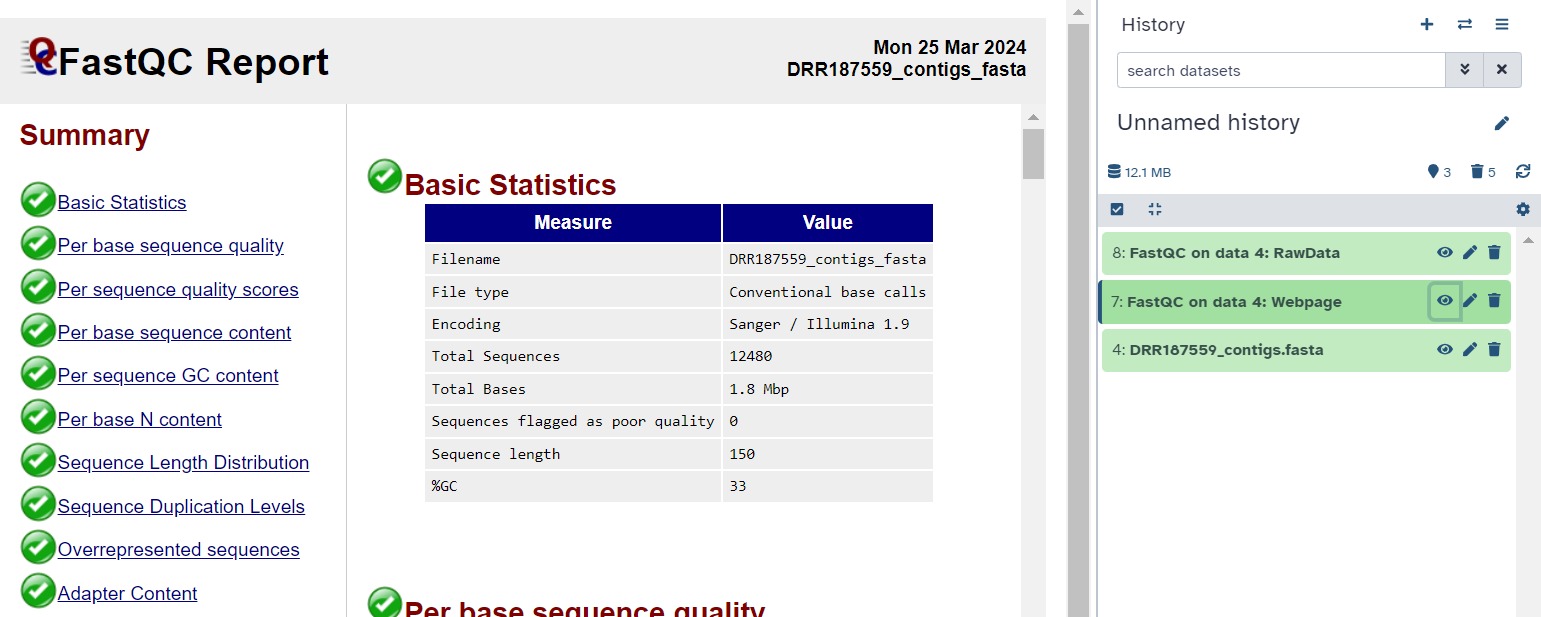 FastQC Report
Mon 25 Mar 2024
DRR187559_contigs_fasta
Summary
Basic Statistics
Per base sequence quality
Per sequence quality scores
Per base sequence content
Per sequence GC content
Per base N content
Sequence Length Distribution
Sequence Duplication Levels
Overrepresented sequences
Adapter Content
Basic Statistics
Measure Value
Filename DRR187559_contigs_fasta
File type Conventional base calls
Encoding Sanger / Illumina 1.9
Total Sequences 12480
Total Bases 1.8 Mbp
Sequences flagged as poor quality 0
Sequence length 150
%GC 33
Per base sequence quality
History
search datasets
Unnamed history
12.1 MB 3 5
8: FastQC on data 4: RawData
7: FastQC on data 4: Webpage
4: DRR187559_contigs.fasta